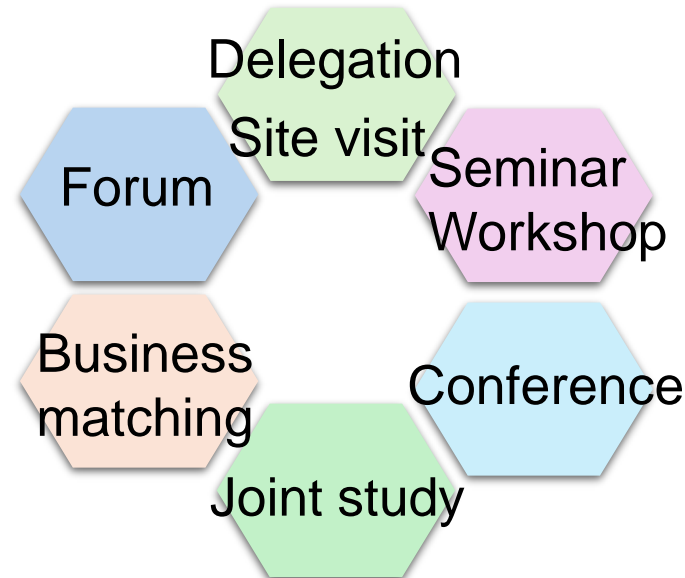 Delegation
Site visit
Forum
Seminar
Workshop
Business
matching
Conference
Joint study